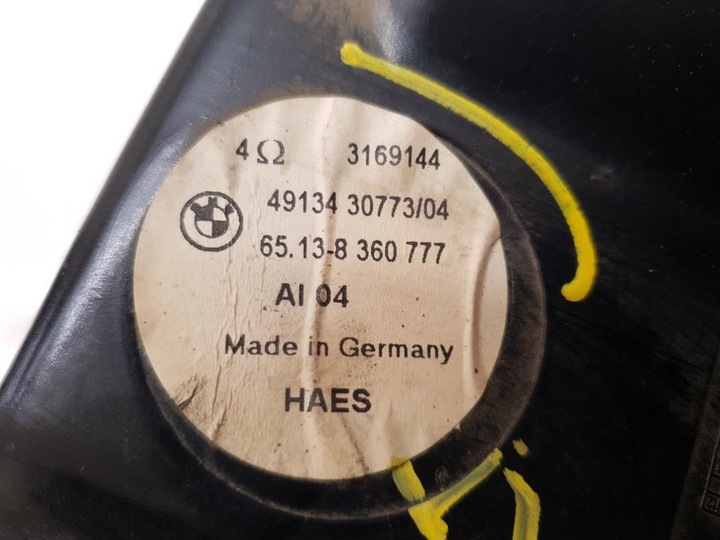 4Ω 3169144
49134 30773/04
65.13-8 360 777
AI 04
Made in Germany
HAES